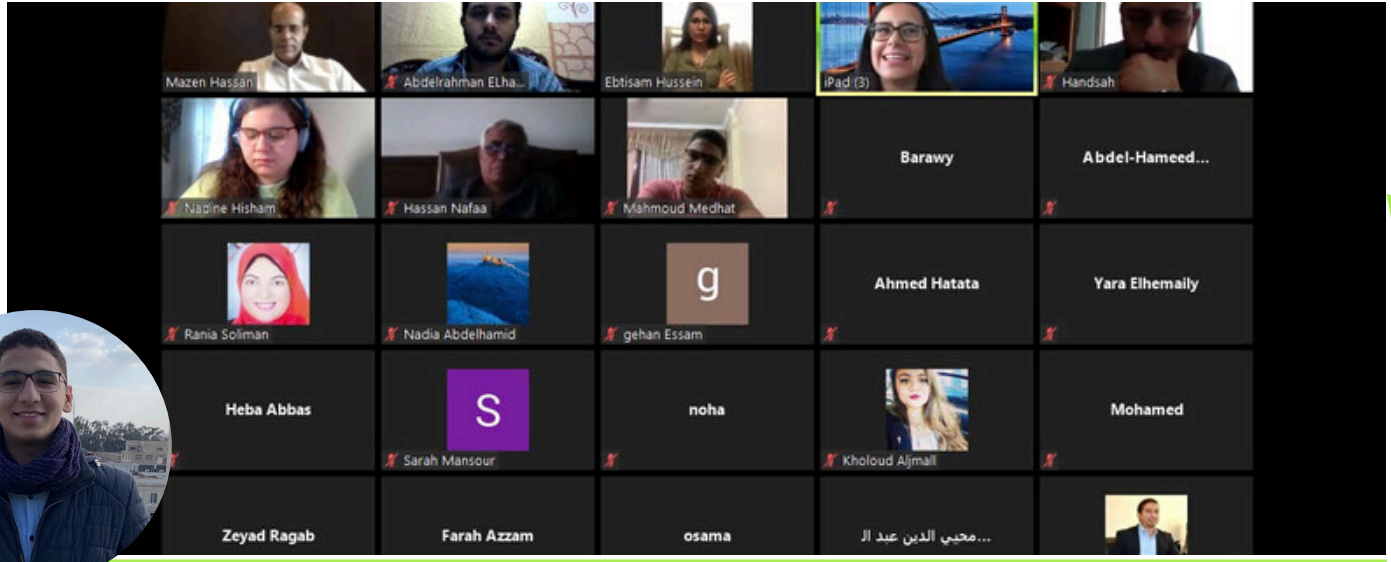 Mazen Hassan
Abdelrahman ELha...
Ebtisam Hussein
iPad (3)
Handsah
Nadine Hisham
Hassan Nafaa
Mahmoud Medhat
Barawy
Abdel-Hameed...
Rania Soliman
Nadia Abdelhamid
g
gehan Essam
Ahmed Hatata
Yara Elhemaily
Heba Abbas
S
Sarah Mansour
noha
Kholoud Aljmall
Mohamed
Zeyad Ragab
Farah Azzam
osama
محيي الدين عبد ال...